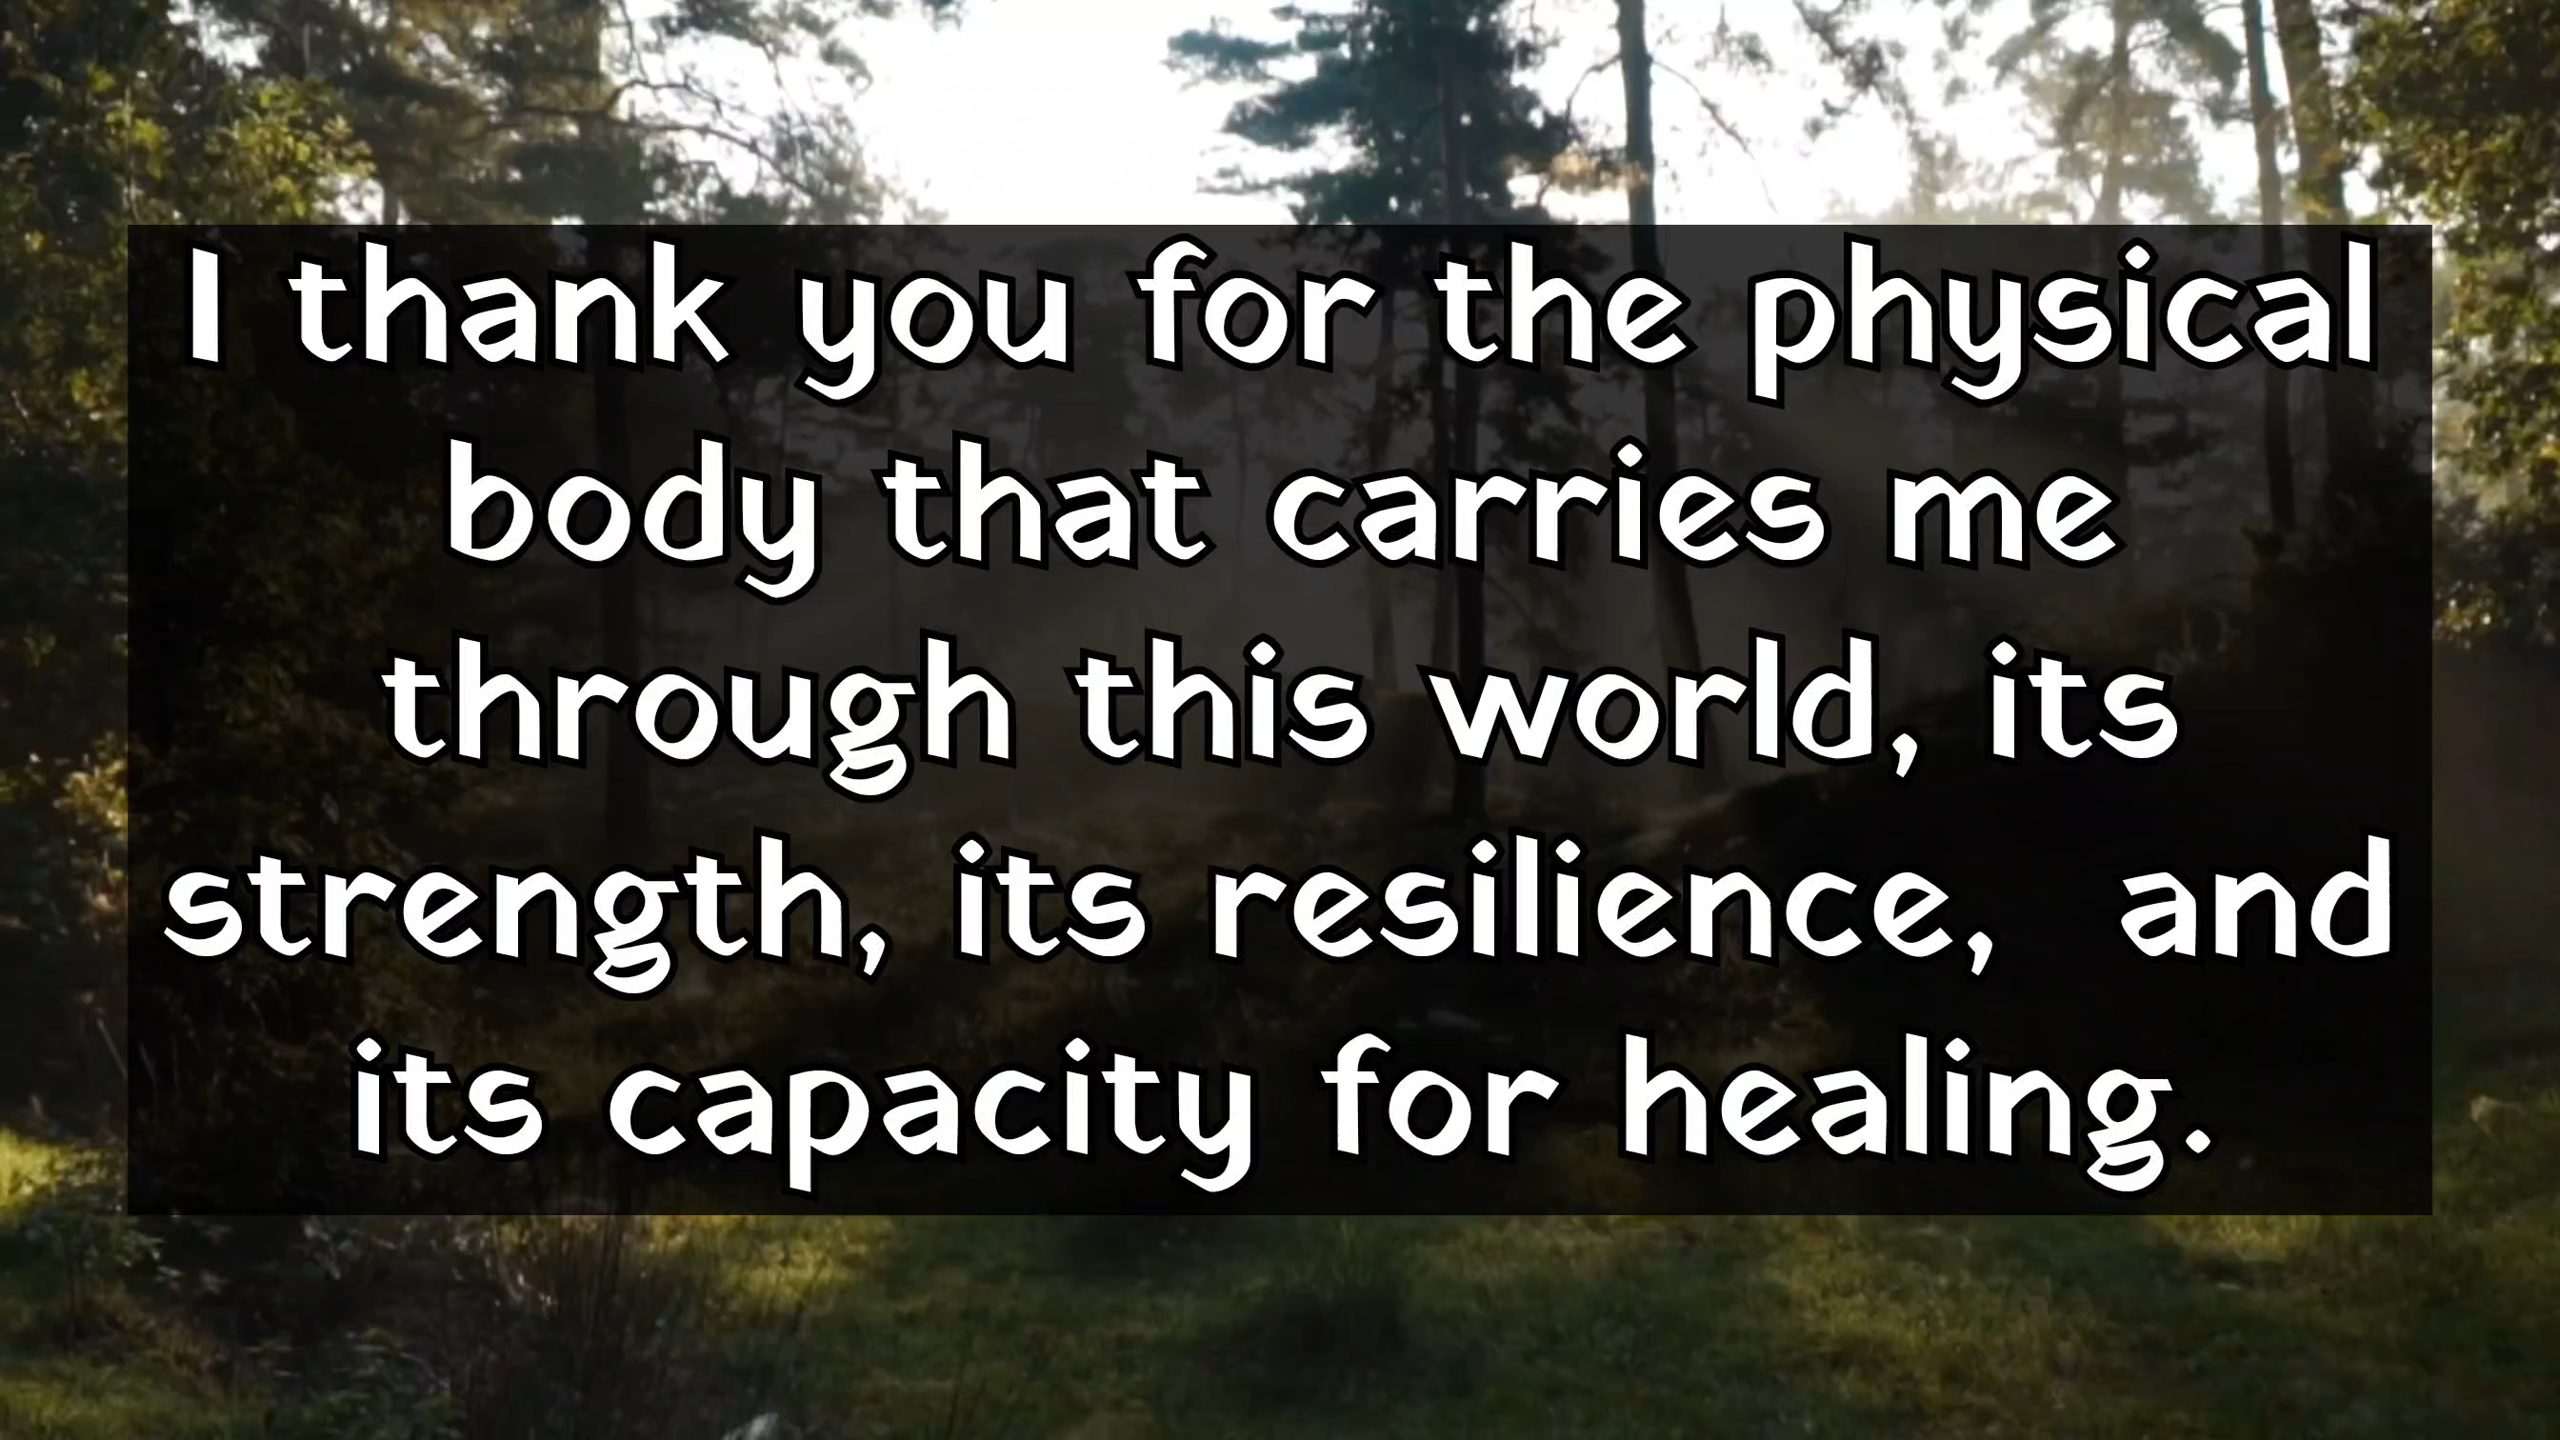 I thank you for the physical
body that carries me
through this world, its
strength, its resilience,  and
its capacity for healing.